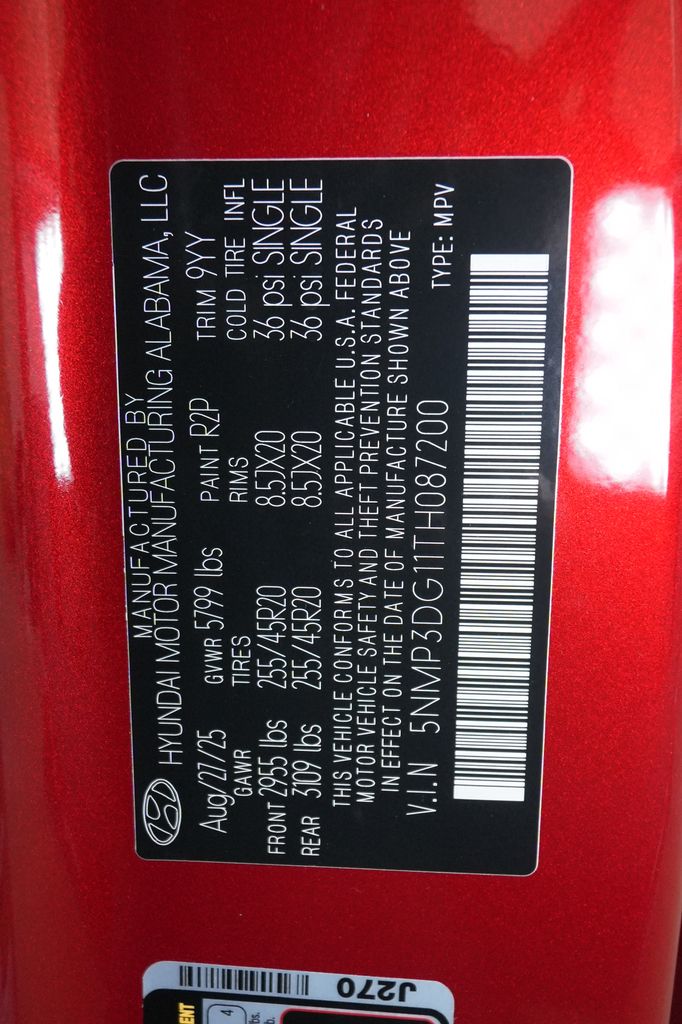 MANUFACTURED BY
HYUNDAI MOTOR MANUFACTURING ALABAMA, LLC
Aug/27/25 GVWR 5799 lbs PAINT R2P TRIM 9YY
GAWR TIRES RIMS COLD TIRE INFL
FRONT 2955 lbs 255/45R20 8.5JX20 36 psi SINGLE
REAR 3109 lbs 255/45R20 8.5JX20 36 psi SINGLE
THIS VEHICLE CONFORMS TO ALL APPLICABLE U.S.A. FEDERAL
MOTOR VEHICLE SAFETY AND THEFT PREVENTION STANDARDS
IN EFFECT ON THE DATE OF MANUFACTURE SHOWN ABOVE
V.I.N 5NMP3DG11TH087200 TYPE: MPV
J270
4